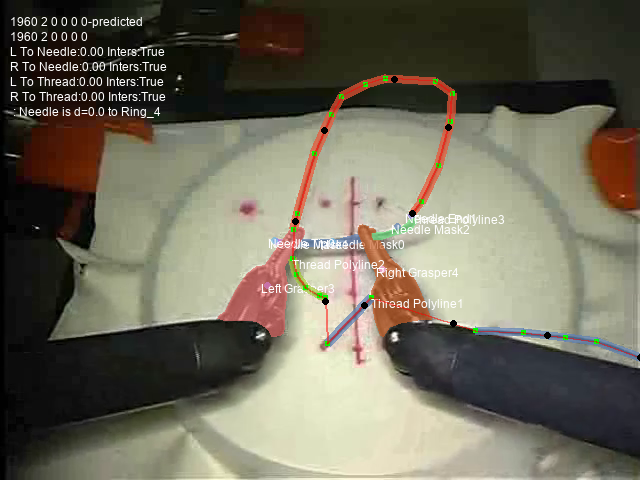 1960 2 0 0 0 0-predicted
1960 2 0 0 0 0
L To Needle:0.00 Inters:True
R To Needle:0.00 Inters:True
L To Thread:0.00 Inters:True
R To Thread:0.00 Inters:True
: Needle is d=0.0 to Ring_4
Thread Polyline3
Needle Mask2
Needle Mask0
Thread Polyline2
Right Grasper4
Left Grasper3
Thread Polyline1